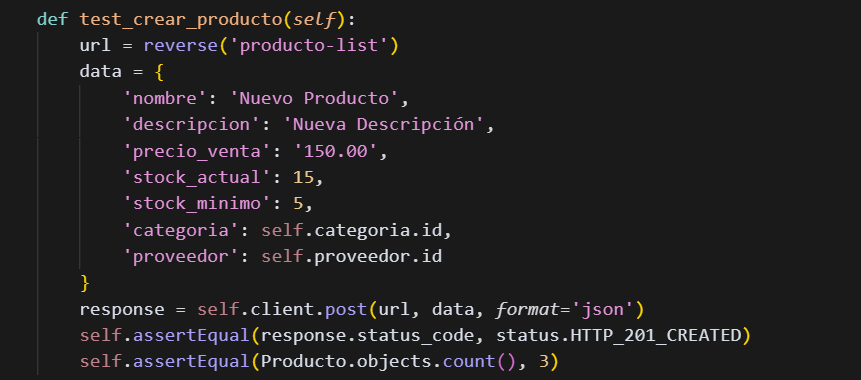 def test_crear_producto(self):
    url = reverse('producto-list')
    data = {
        'nombre': 'Nuevo Producto',
        'descripcion': 'Nueva Descripción',
        'precio_venta': '150.00',
        'stock_actual': 15,
        'stock_minimo': 5,
        'categoria': self.categoria.id,
        'proveedor': self.proveedor.id
    }
    response = self.client.post(url, data, format='json')
    self.assertEqual(response.status_code, status.HTTP_201_CREATED)
    self.assertEqual(Producto.objects.count(), 3)